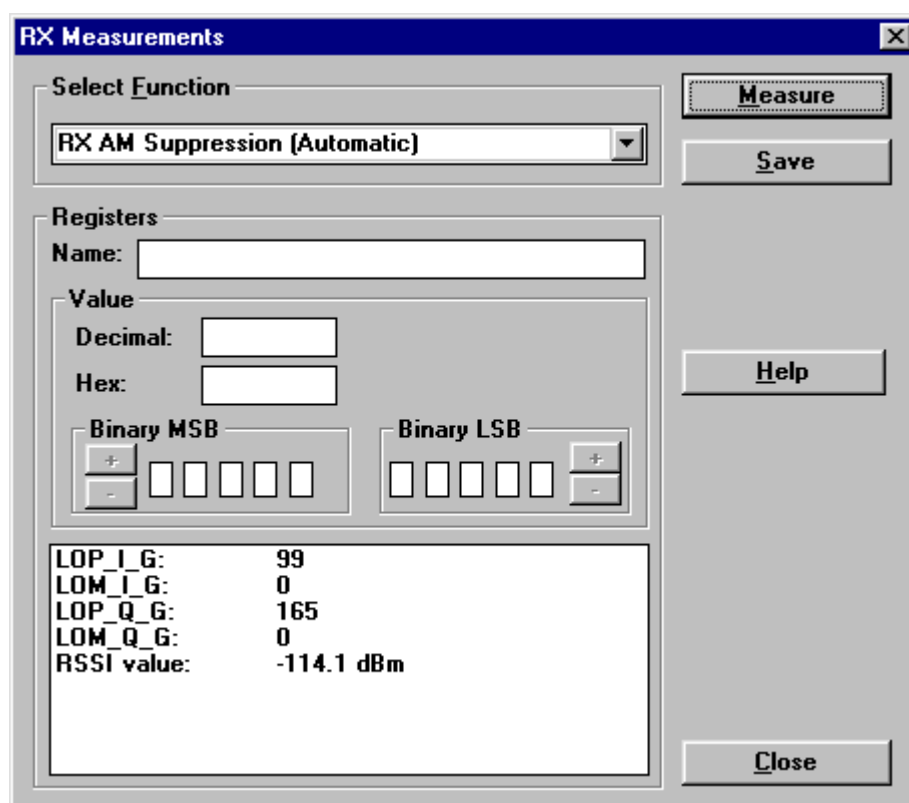 RX Measurements
Select Function
RX AM Suppression (Automatic)
Measure
Save
Registers
Name:
Value
Decimal:
Hex:
Help
Binary MSB
Binary LSB
+
-
+
-
LOP_I_G: 99
LOM_I_G: 0
LOP_Q_G: 165
LOM_Q_G: 0
RSSI value: -114.1 dBm
Close